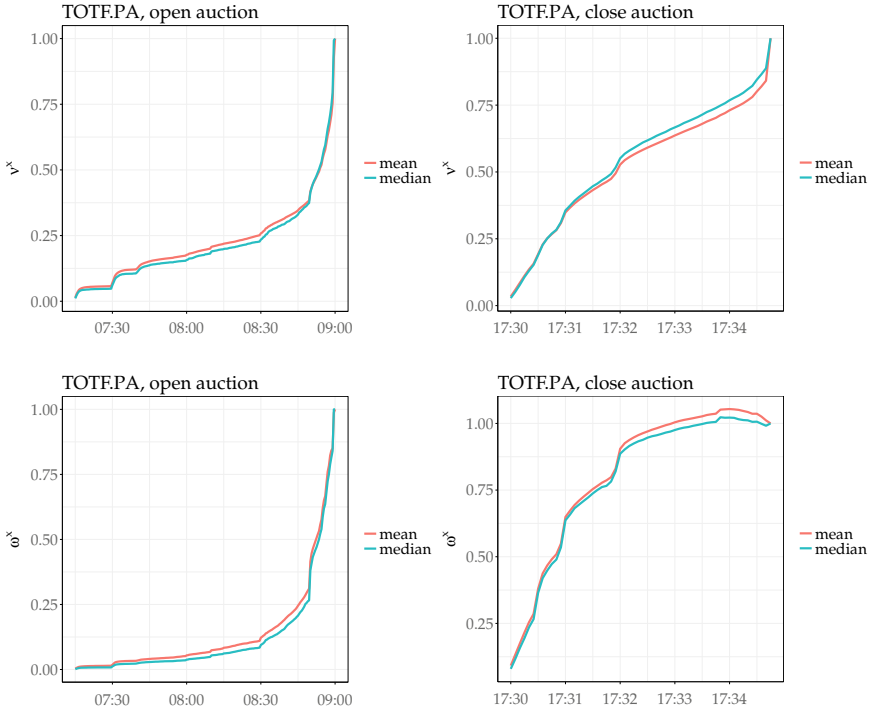 TOTF.PA, open auction
1.00
0.75
0.50
0.25
0.00
νˣ
07:30 08:00 08:30 09:00
mean
median
TOTF.PA, close auction
1.00
0.75
0.50
0.25
0.00
νˣ
17:30 17:31 17:32 17:33 17:34
mean
median
TOTF.PA, open auction
1.00
0.75
0.50
0.25
0.00
ωˣ
07:30 08:00 08:30 09:00
mean
median
TOTF.PA, close auction
1.00
0.75
0.50
0.25
ωˣ
17:30 17:31 17:32 17:33 17:34
mean
median